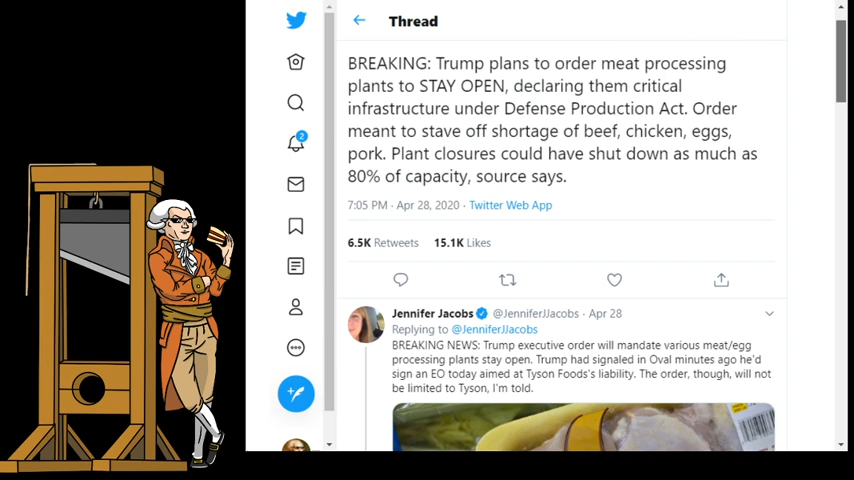 Thread
BREAKING: Trump plans to order meat processing
plants to STAY OPEN, declaring them critical
infrastructure under Defense Production Act. Order
meant to stave off shortage of beef, chicken, eggs,
pork. Plant closures could have shut down as much as
80% of capacity, source says.
7:05 PM · Apr 28, 2020 · Twitter Web App
6.5K Retweets 15.1K Likes
2
Jennifer Jacobs @JenniferJJacobs · Apr 28
Replying to @JenniferJJacobs
BREAKING NEWS: Trump executive order will mandate various meat/egg
processing plants stay open. Trump had signaled in Oval minutes ago he'd
sign an EO today aimed at Tyson Foods's liability. The order, though, will not
be limited to Tyson, I'm told.